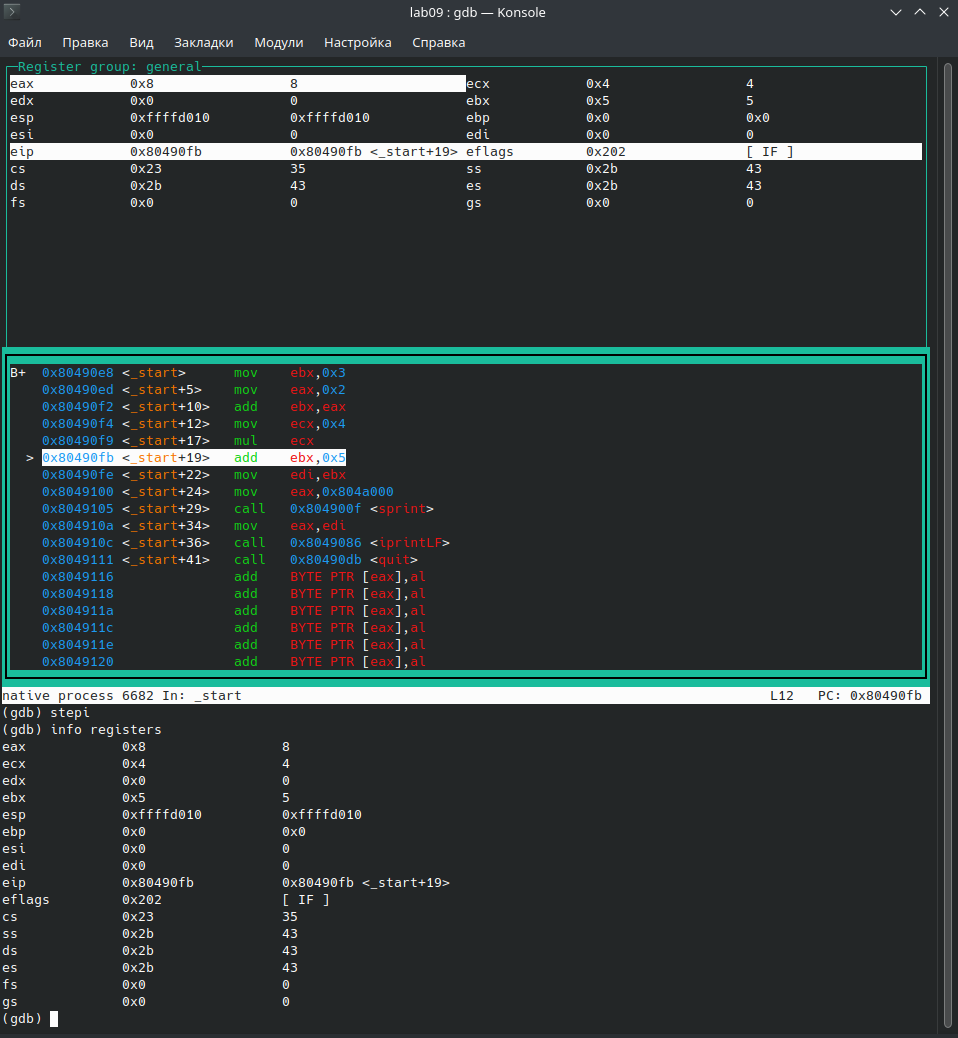 lab09 : gdb — Konsole
Файл Правка Вид Закладки Модули Настройка Справка
Register group: general
eax 0x8 8 ecx 0x4 4
edx 0x0 0 ebx 0x5 5
esp 0xffffd010 0xffffd010 ebp 0x0 0x0
esi 0x0 0 edi 0x0 0
eip 0x80490fb 0x80490fb <_start+19> eflags 0x202 [ IF ]
cs 0x23 35 ss 0x2b 43
ds 0x2b 43 es 0x2b 43
fs 0x0 0 gs 0x0 0
B+ 0x80490e8 <_start> mov ebx,0x3
0x80490ed <_start+5> mov eax,0x2
0x80490f2 <_start+10> add ebx,eax
0x80490f4 <_start+12> mov ecx,0x4
0x80490f9 <_start+17> mul ecx
> 0x80490fb <_start+19> add ebx,0x5
0x80490fe <_start+22> mov edi,ebx
0x8049100 <_start+24> mov eax,0x804a000
0x8049105 <_start+29> call 0x804900f <sprint>
0x804910a <_start+34> mov eax,edi
0x804910c <_start+36> call 0x8049086 <iprintLF>
0x8049111 <_start+41> call 0x80490db <quit>
0x8049116 add BYTE PTR [eax],al
0x8049118 add BYTE PTR [eax],al
0x804911a add BYTE PTR [eax],al
0x804911c add BYTE PTR [eax],al
0x804911e add BYTE PTR [eax],al
0x8049120 add BYTE PTR [eax],al
native process 6682 In: _start L12 PC: 0x80490fb
(gdb) stepi
(gdb) info registers
eax 0x8 8
ecx 0x4 4
edx 0x0 0
ebx 0x5 5
esp 0xffffd010 0xffffd010
ebp 0x0 0x0
esi 0x0 0
edi 0x0 0
eip 0x80490fb 0x80490fb <_start+19>
eflags 0x202 [ IF ]
cs 0x23 35
ss 0x2b 43
ds 0x2b 43
es 0x2b 43
fs 0x0 0
gs 0x0 0
(gdb)